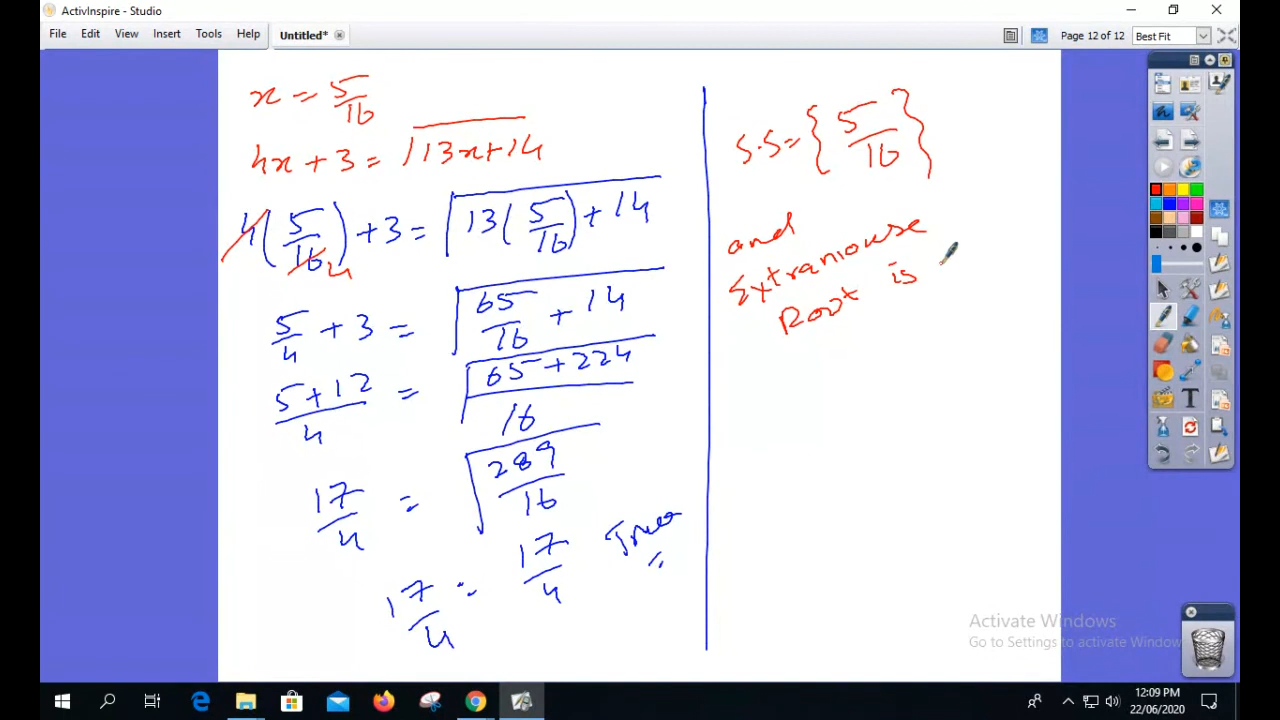 ActivInspire - Studio
File Edit View Insert Tools Help Untitled*
Page 12 of 12 Best Fit
x = 5/16
4x + 3 = √13x+14
4(5/16) + 3 = √13(5/16) + 14
5/4 + 3 = √65/16 + 14
5+12/4 = √65+224/16
17/4 = √289/16
17/4 = 17/4 True
S.S = {5/16}
and
Extraniouse
Root is
Activate Windows
Go to Settings to activate Windows
12:09 PM
22/06/2020